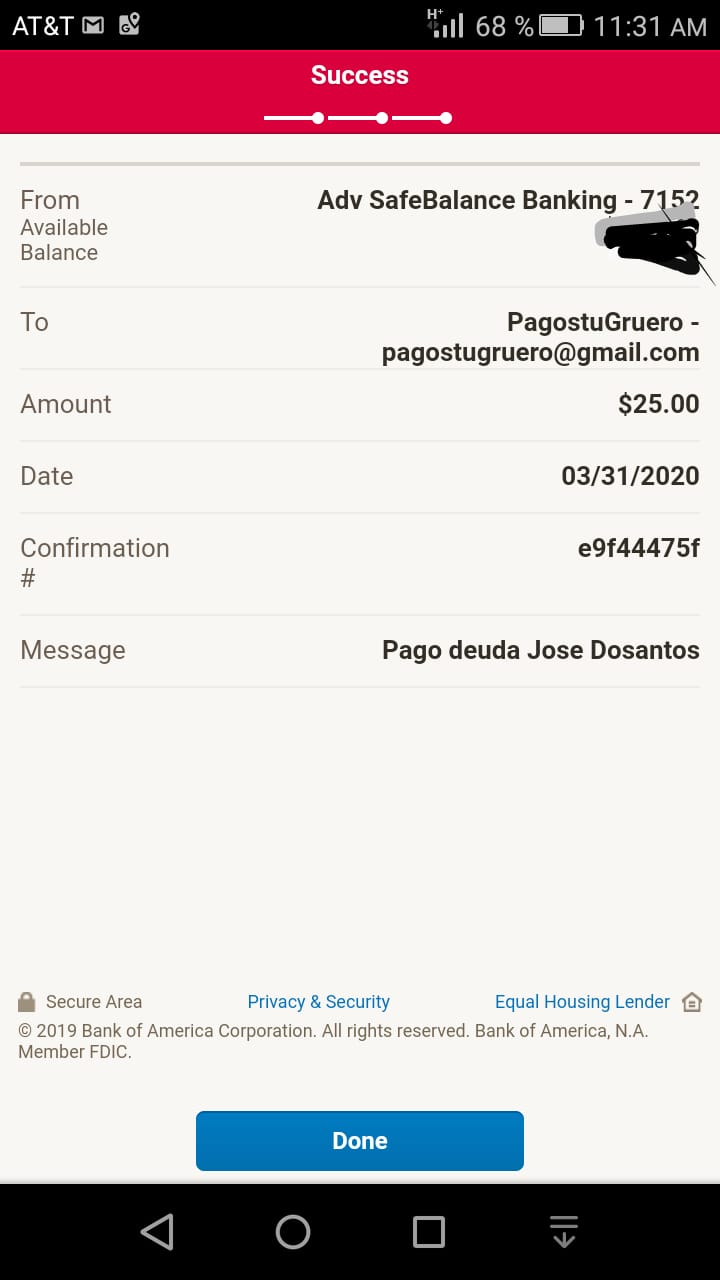 AT&T 68 % 11:31 AM
H+
Success
From Adv SafeBalance Banking - 7152
Available
Balance
To PagostuGruero -
pagostugruero@gmail.com
Amount $25.00
Date 03/31/2020
Confirmation e9f44475f
#
Message Pago deuda Jose Dosantos
Secure Area Privacy & Security Equal Housing Lender
© 2019 Bank of America Corporation. All rights reserved. Bank of America, N.A.
Member FDIC.
Done